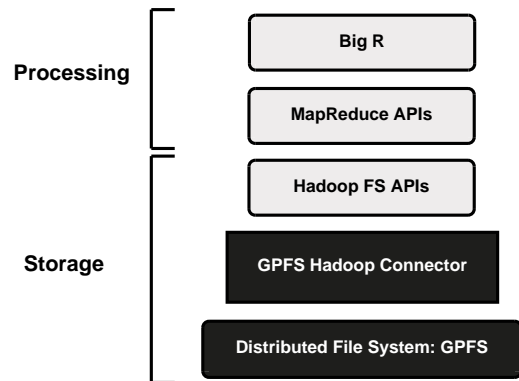 Big R
Processing
MapReduce APIs
Hadoop FS APIs
GPFS Hadoop Connector
Storage
Distributed File System: GPFS